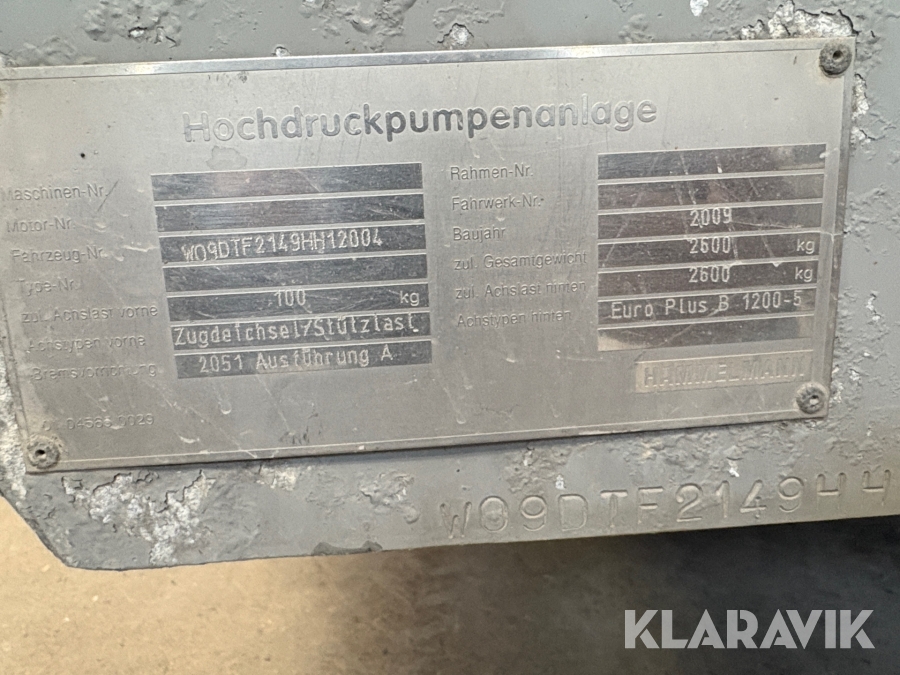 Hochdruckpumpenanlage
Maschinen-Nr.
Motor-Nr.
Fahrzeug-Nr. W09DTF2149HH12004
Type-Nr.
zul. Achslast vorne 100 kg
Achstypen vorne Zugdeichsel/Stützlast
Bremsvorrichtung 2051 Ausführung A
Rahmen-Nr.
Fahrwerk-Nr.
Baujahr 2009
zul. Gesamtgewicht 2600 kg
zul. Achslast hinten 2600 kg
Achstypen hinten Euro Plus B 1200-5
HAMMELMANN
W09DTF2149HH
KLARAVIK